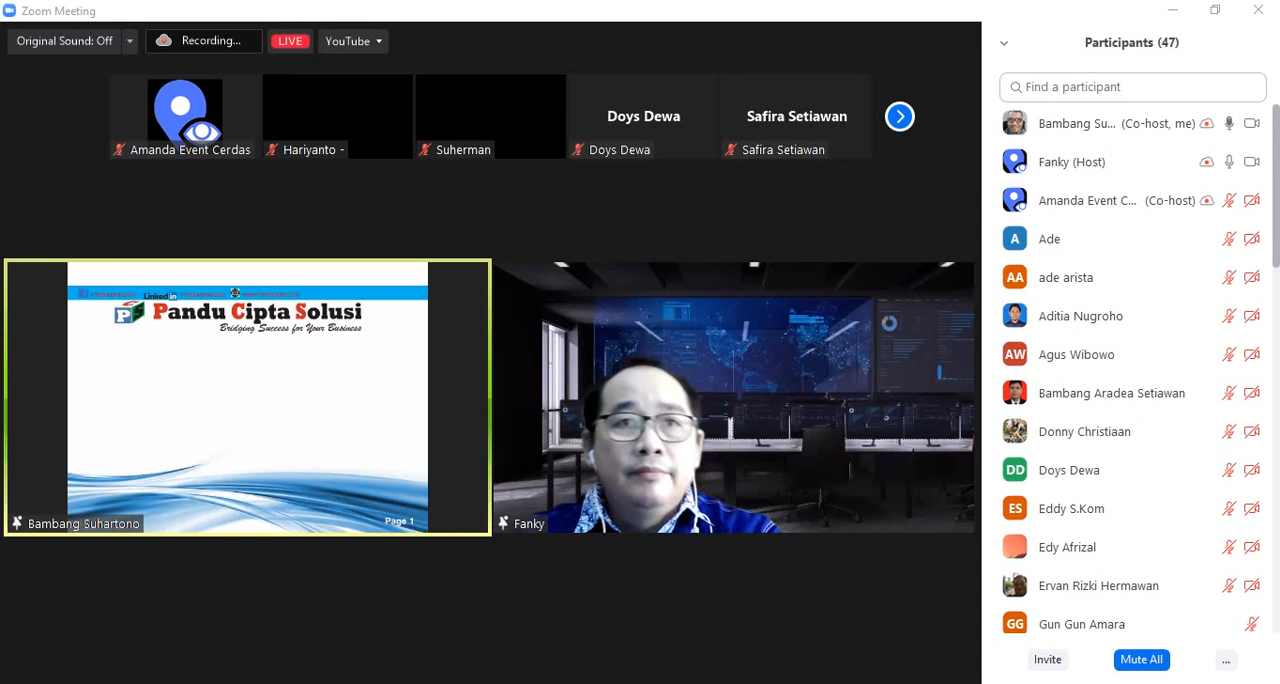 Zoom Meeting
Original Sound: Off
Recording...
LIVE
YouTube
Amanda Event Cerdas
Hariyanto -
Suherman
Doys Dewa
Doys Dewa
Safira Setiawan
Safira Setiawan
Linked in
Pandu Cipta Solusi
Bridging Success for Your Business
Page 1
Bambang Suhartono
Fanky
Participants (47)
Find a participant
Bambang Su... (Co-host, me)
Fanky (Host)
Amanda Event C... (Co-host)
A Ade
AA ade arista
Aditia Nugroho
AW Agus Wibowo
Bambang Aradea Setiawan
Donny Christiaan
DD Doys Dewa
ES Eddy S.Kom
Edy Afrizal
Ervan Rizki Hermawan
GG Gun Gun Amara
Invite
Mute All
...